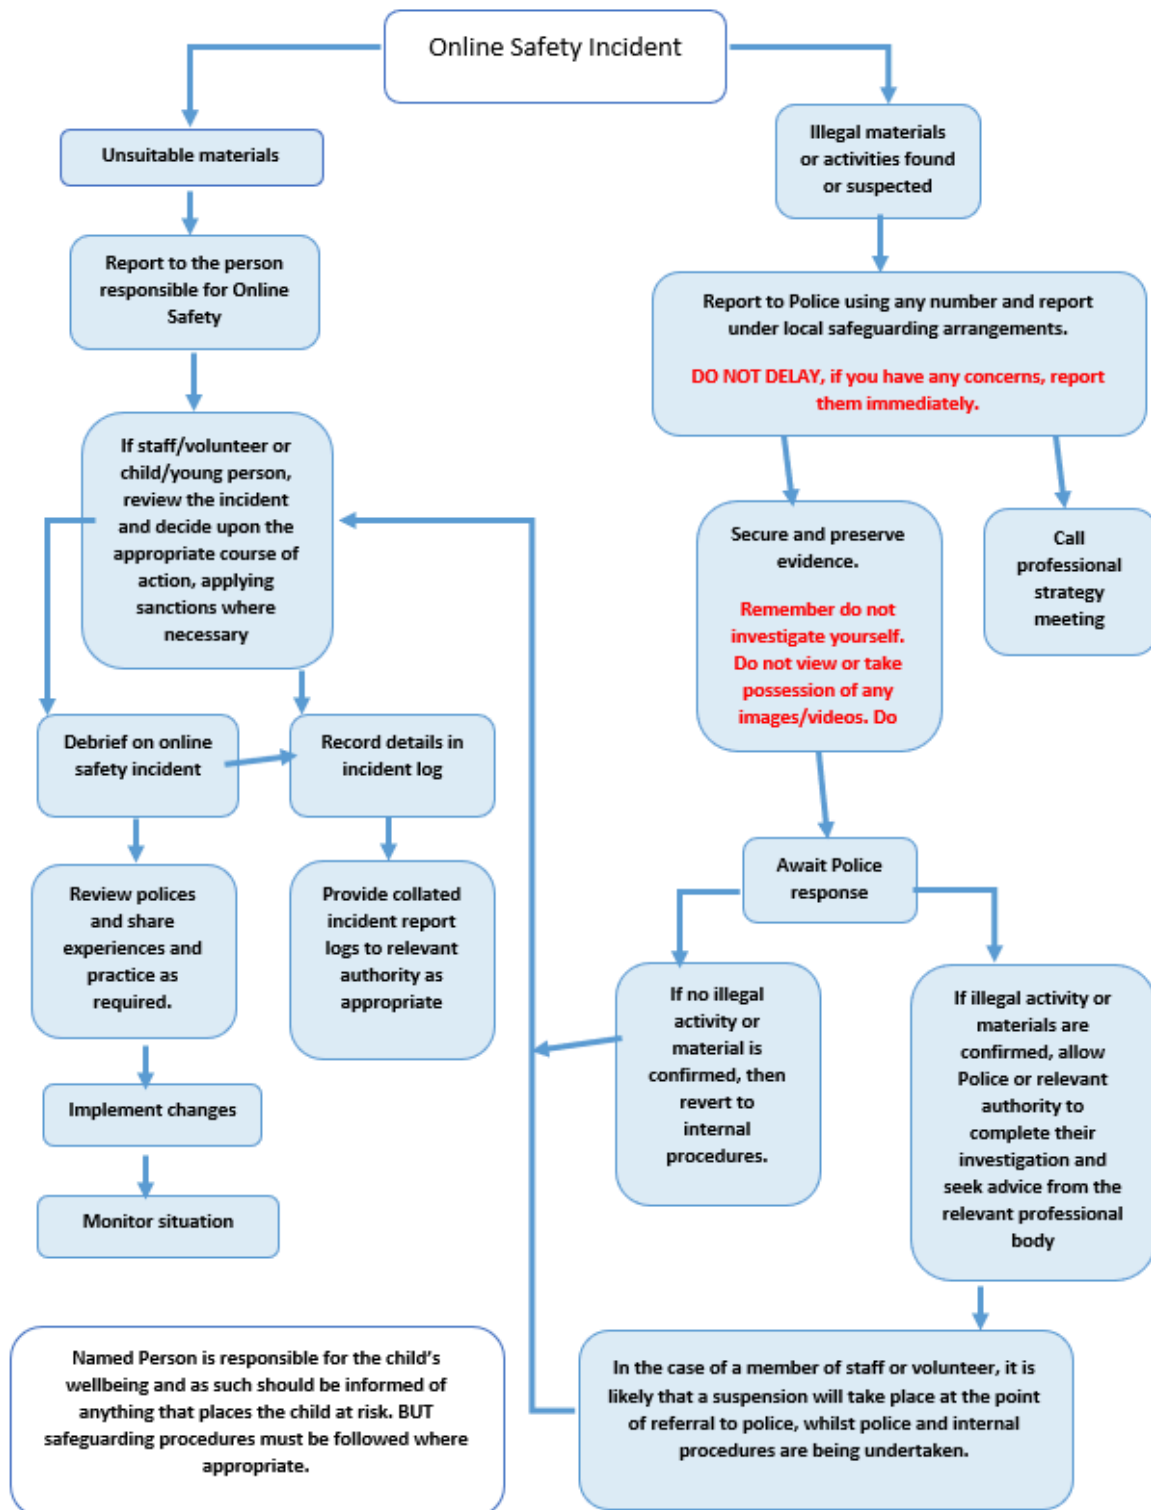 Online Safety Incident
Unsuitable materials
Report to the person
responsible for Online
Safety
If staff/volunteer or
child/young person,
review the incident
and decide upon the
appropriate course of
action, applying
sanctions where
necessary
Debrief on online
safety incident
Record details in
incident log
Review polices
and share
experiences and
practice as
required.
Provide collated
incident report
logs to relevant
authority as
appropriate
Implement changes
Monitor situation
Named Person is responsible for the child’s
wellbeing and as such should be informed of
anything that places the child at risk. BUT
safeguarding procedures must be followed where
appropriate.
Illegal materials
or activities found
or suspected
Report to Police using any number and report
under local safeguarding arrangements.
DO NOT DELAY, if you have any concerns, report
them immediately.
Secure and preserve
evidence.
Remember do not
investigate yourself.
Do not view or take
possession of any
images/videos. Do
Call
professional
strategy
meeting
Await Police
response
If no illegal
activity or
material is
confirmed, then
revert to
internal
procedures.
If illegal activity or
materials are
confirmed, allow
Police or relevant
authority to
complete their
investigation and
seek advice from the
relevant professional
body
In the case of a member of staff or volunteer, it is
likely that a suspension will take place at the point
of referral to police, whilst police and internal
procedures are being undertaken.